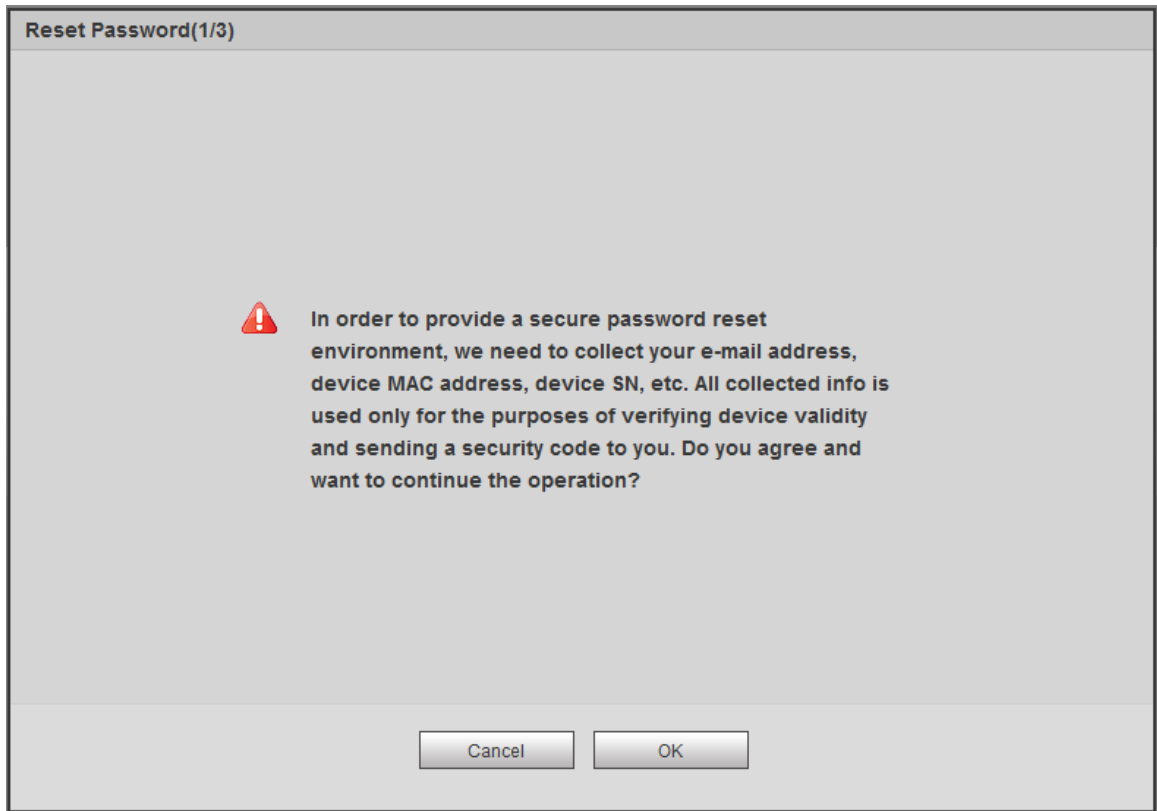 Reset Password(1/3)
In order to provide a secure password reset
environment, we need to collect your e-mail address,
device MAC address, device SN, etc. All collected info is
used only for the purposes of verifying device validity
and sending a security code to you. Do you agree and
want to continue the operation?
Cancel OK